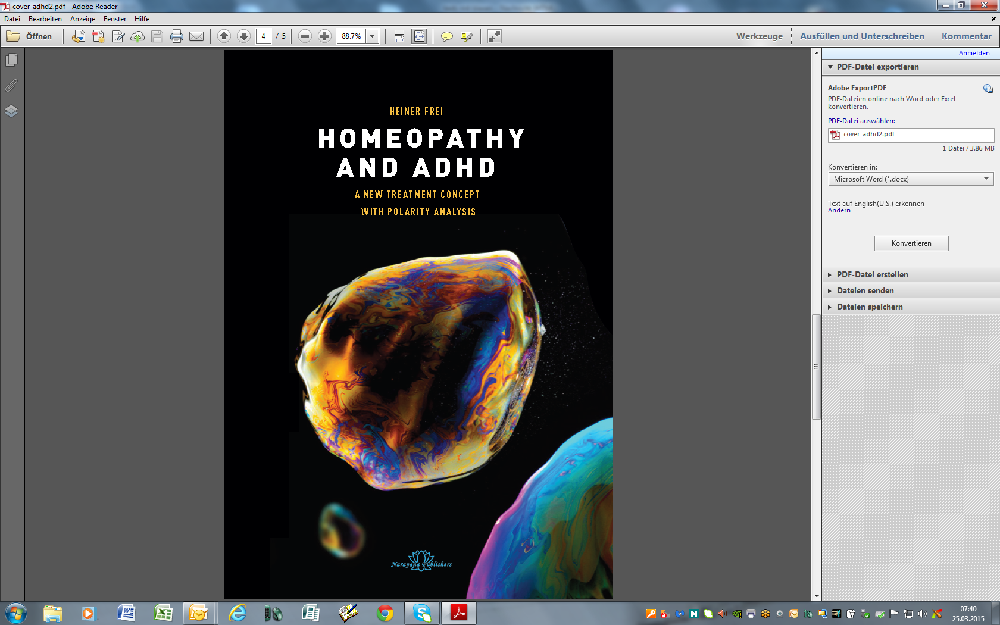 cover_adhd2.pdf - Adobe Reader
Datei Bearbeiten Anzeige Fenster Hilfe
Öffnen 4 / 5 88.7% Werkzeuge Ausfüllen und Unterschreiben Kommentar
Anmelden
PDF-Datei exportieren
Adobe ExportPDF
PDF-Dateien online nach Word oder Excel
konvertieren.
PDF-Datei auswählen:
cover_adhd2.pdf
1 Datei / 3.86 MB
Konvertieren in:
Microsoft Word (*.docx)
Text auf English(U.S.) erkennen
Ändern
Konvertieren
PDF-Datei erstellen
Dateien senden
Dateien speichern
HEINER FREI
HOMEOPATHY
AND ADHD
A NEW TREATMENT CONCEPT
WITH POLARITY ANALYSIS
Narayana Publishers
07:40
25.03.2015